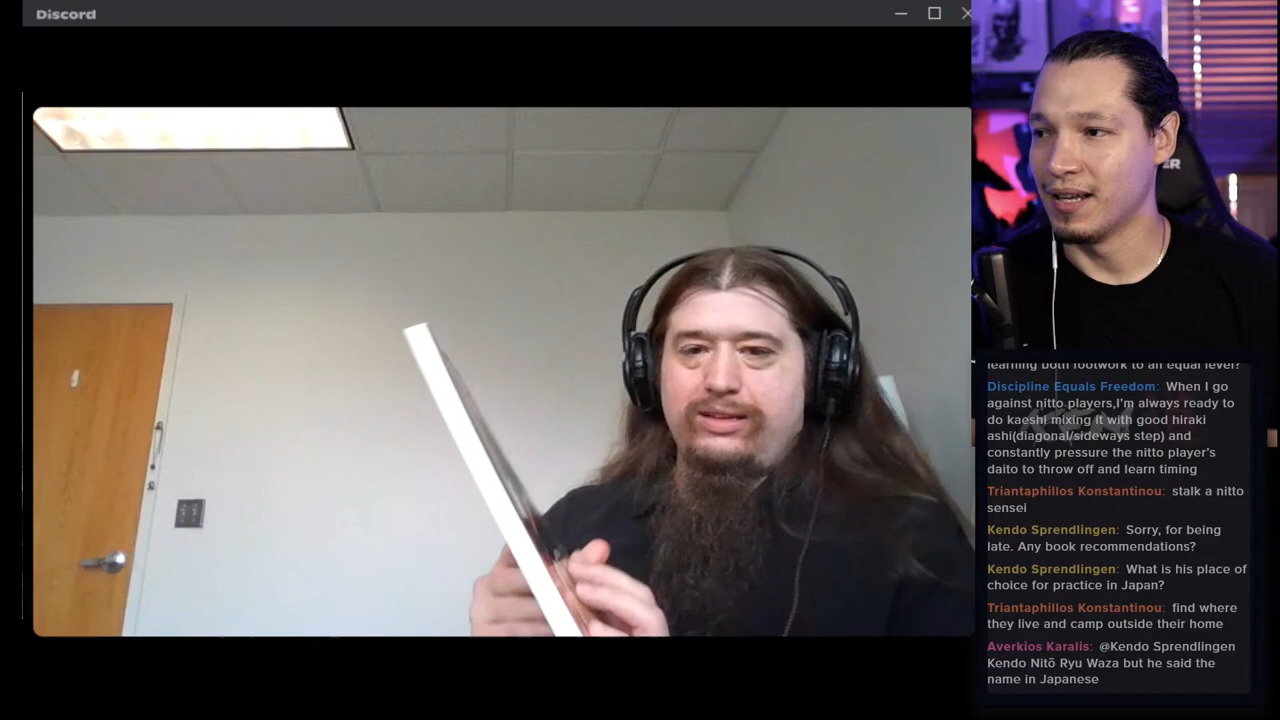 Discord
ER
learning both footwork to an equal level?
Discipline Equals Freedom: When I go
against nitto players,I'm always ready to
do kaeshi mixing it with good hiraki
ashi(diagonal/sideways step) and
constantly pressure the nitto player's
daito to throw off and learn timing
Triantaphillos Konstantinou: stalk a nitto
sensei
Kendo Sprendlingen: Sorry, for being
late. Any book recommendations?
Kendo Sprendlingen: What is his place of
choice for practice in Japan?
Triantaphillos Konstantinou: find where
they live and camp outside their home
Averkios Karalis: @Kendo Sprendlingen
Kendo Nitō Ryu Waza but he said the
name in Japanese